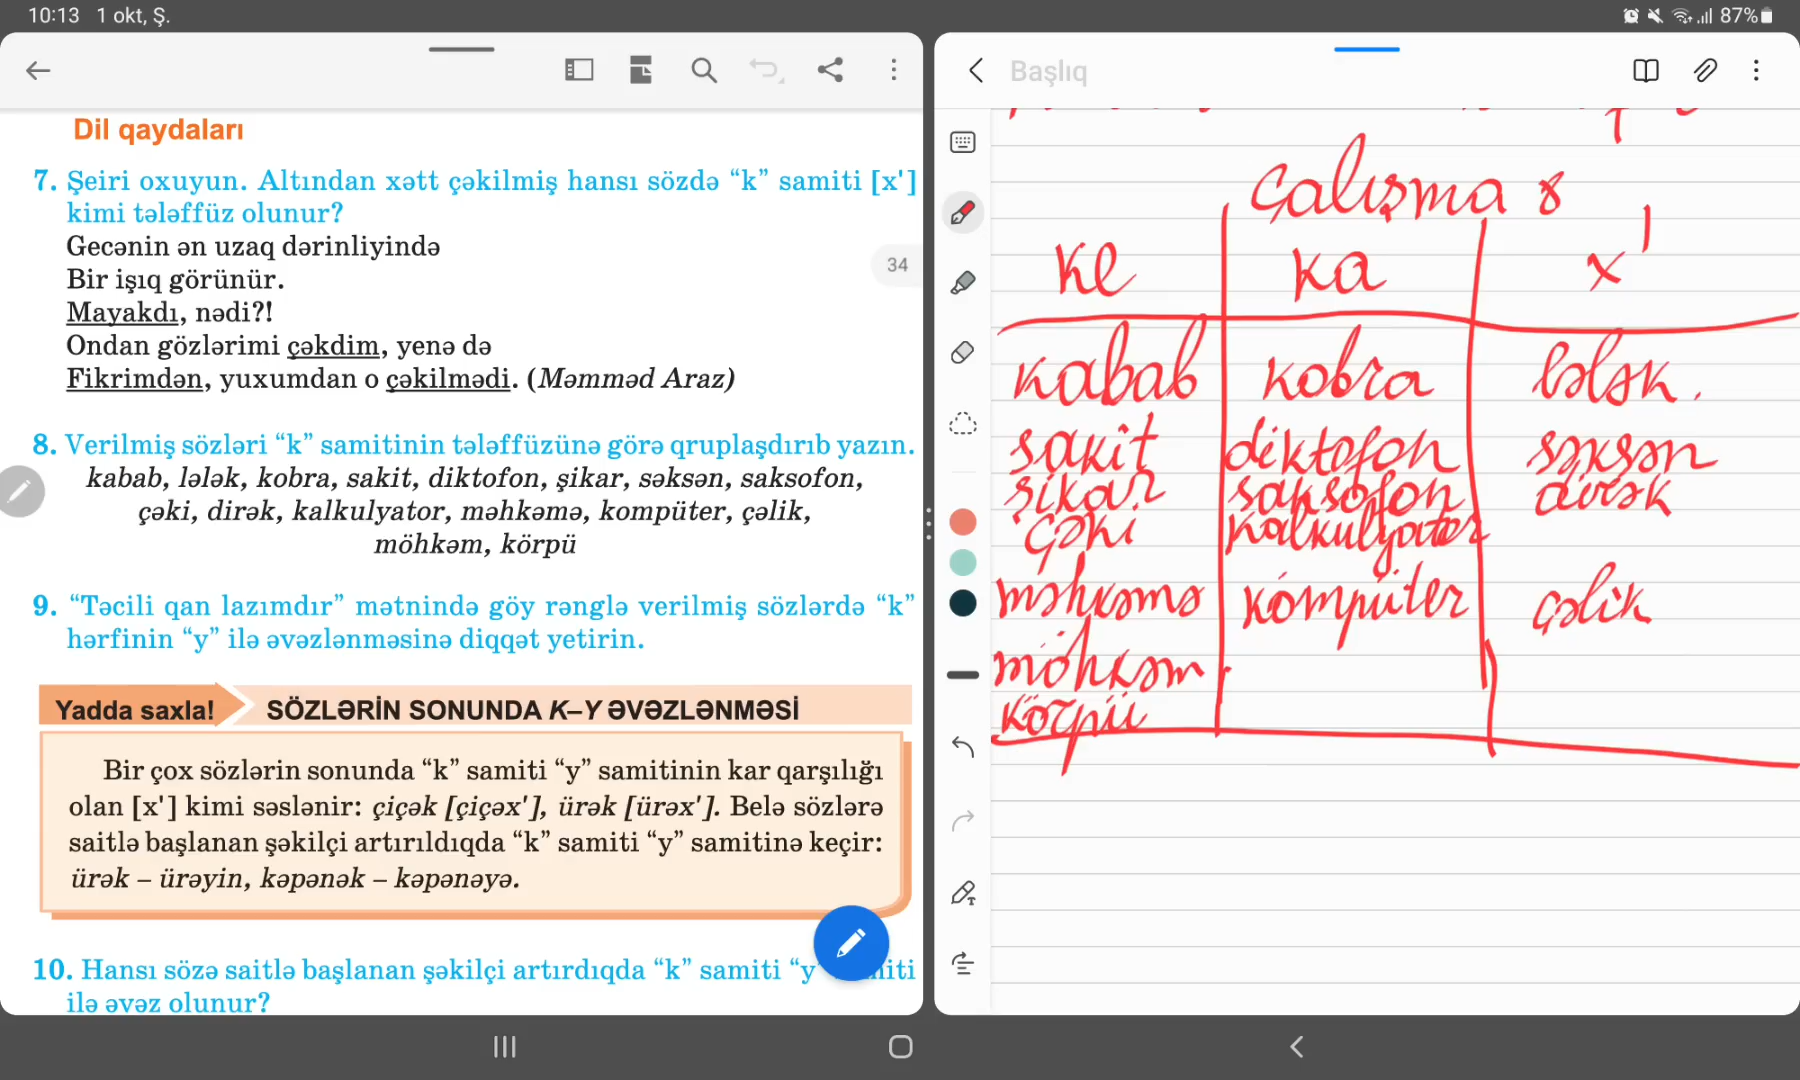 10:13 1 okt, Ş.
87%
Dil qaydaları
7. Şeiri oxuyun. Altından xətt çəkilmiş hansı sözdə “k” samiti [x']
kimi tələffüz olunur?
Gecənin ən uzaq dərinliyində
Bir işıq görünür.
Mayakdı, nədi?!
Ondan gözlərimi çəkdim, yenə də
Fikrimdən, yuxumdan o çəkilmədi. (Məmməd Araz)
34
8. Verilmiş sözləri “k” samitinin tələffüzünə görə qruplaşdırıb yazın.
kabab, lələk, kobra, sakit, diktofon, şikar, səksən, saksofon,
çəki, dirək, kalkulyator, məhkəmə, kompüter, çəlik,
möhkəm, körpü
9. “Təcili qan lazımdır” mətnində göy rənglə verilmiş sözlərdə “k”
hərfinin “y” ilə əvəzlənməsinə diqqət yetirin.
Yadda saxla! SÖZLƏRİN SONUNDA K–Y ƏVƏZLƏNMƏSİ
Bir çox sözlərin sonunda “k” samiti “y” samitinin kar qarşılığı
olan [x'] kimi səslənir: çiçək [çiçəx'], ürək [ürəx']. Belə sözlərə
saitlə başlanan şəkilçi artırıldıqda “k” samiti “y” samitinə keçir:
ürək – ürəyin, kəpənək – kəpənəyə.
10. Hansı sözə saitlə başlanan şəkilçi artırdıqda “k” samiti “y”
ilə əvəz olunur?
Başlıq
Çalışma 8
ke ka x'
kabab kobra lələk.
sakit diktofon səksən
şikar saksofon dirək
çəki kalkulyator
məhkəmə kompüter çəlik
möhkəm
körpü